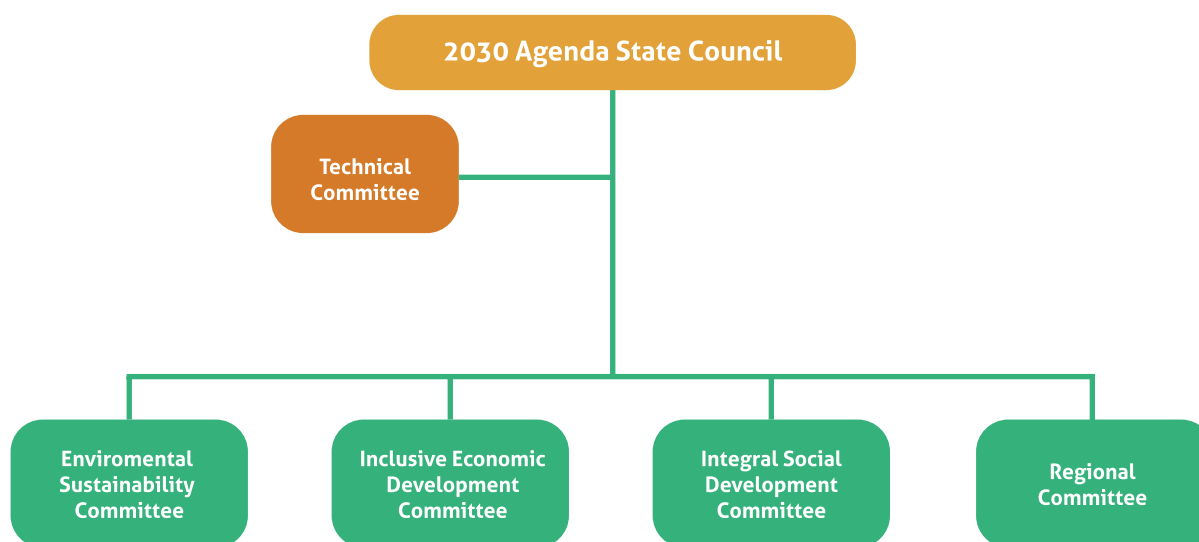 2030 Agenda State Council
Technical
Committee
Enviromental
Sustainability
Committee
Inclusive Economic
Development
Committee
Integral Social
Development
Committee
Regional
Committee